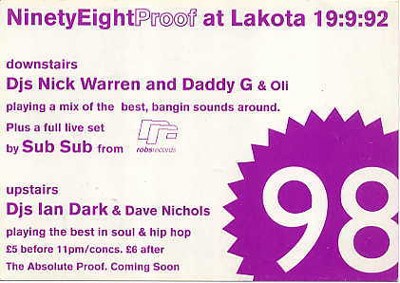 NinetyEightProof at Lakota 19:9:92
downstairs
Djs Nick Warren and Daddy G & Oli
playing a mix of the best, bangin sounds around.
Plus a full live set
by Sub Sub from robsrecords
upstairs
Djs Ian Dark & Dave Nichols
playing the best in soul & hip hop
£5 before 11pm/concs. £6 after
The Absolute Proof. Coming Soon
98